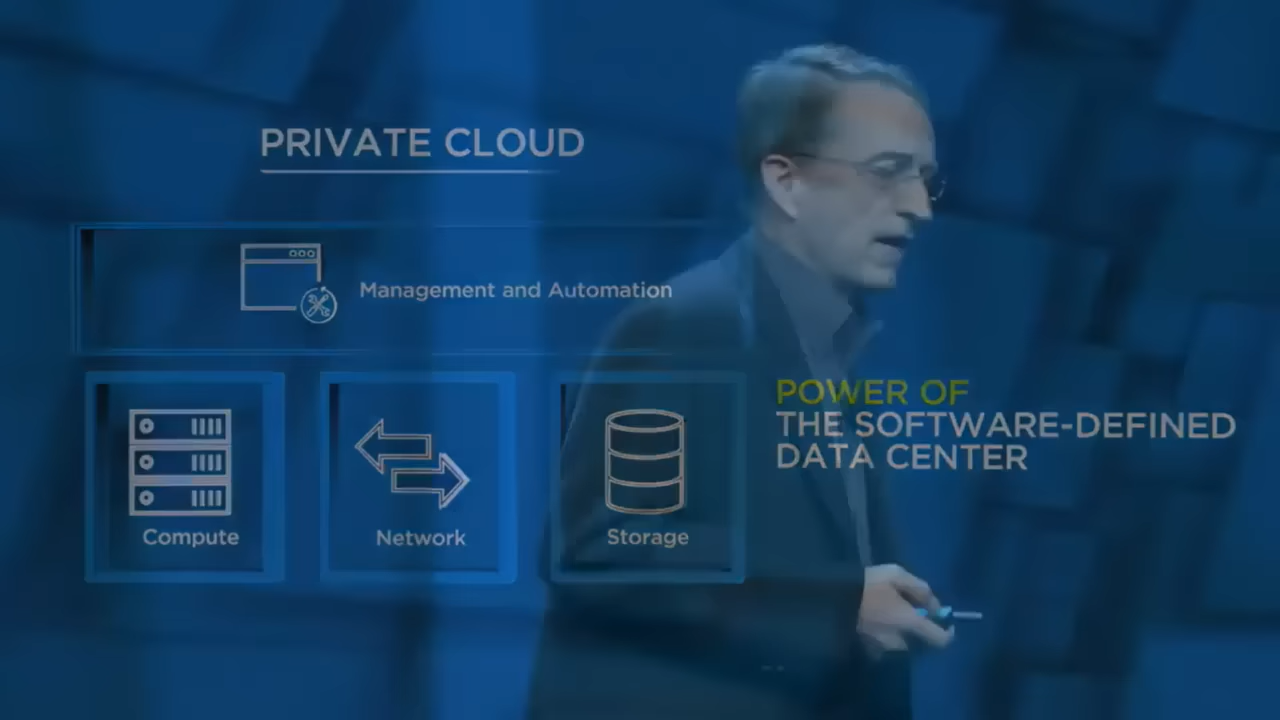 PRIVATE CLOUD
Management and Automation
Compute
Network
Storage
POWER OF
THE SOFTWARE-DEFINED
DATA CENTER